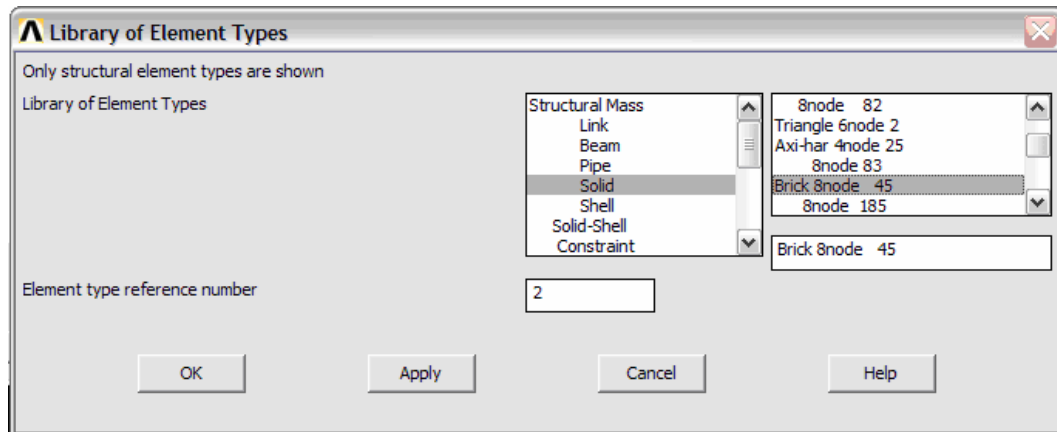 Library of Element Types
Only structural element types are shown
Library of Element Types
Structural Mass
Link
Beam
Pipe
Solid
Shell
Solid-Shell
Constraint
8node 82
Triangle 6node 2
Axi-har 4node 25
8node 83
Brick 8node 45
8node 185
Brick 8node 45
Element type reference number
2
OK
Apply
Cancel
Help